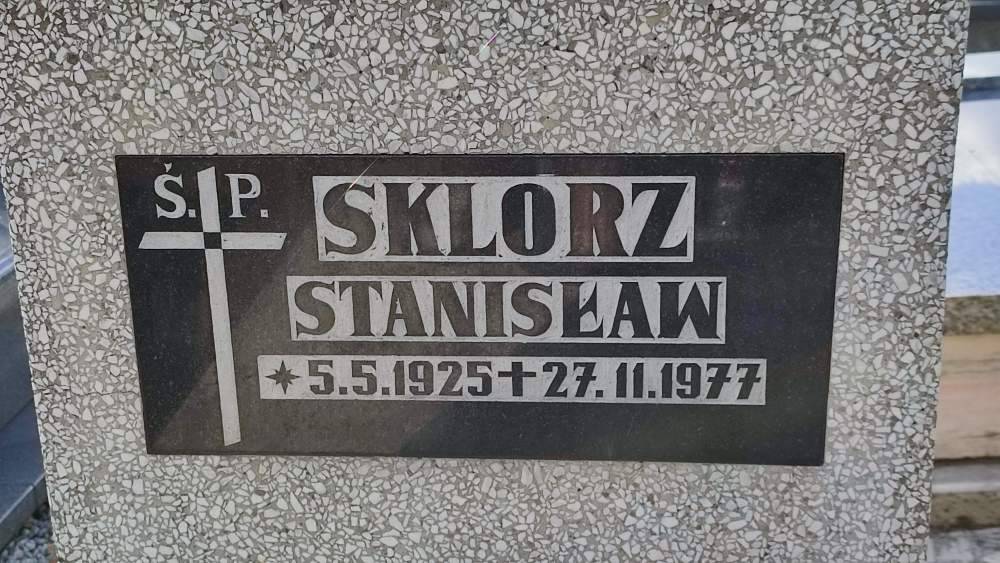 Ś. P.
SKLORZ
STANISŁAW
* 5.5.1925 + 27.11.1977